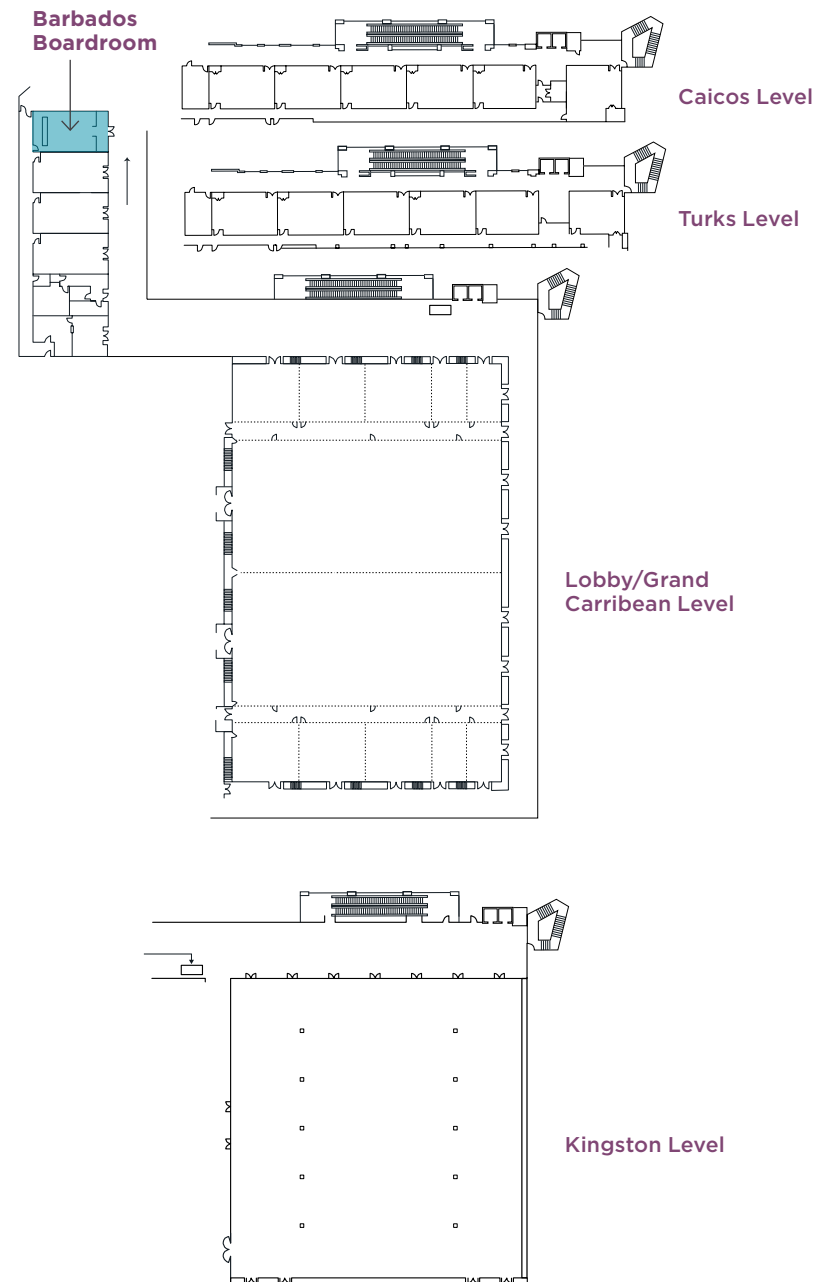 Barbados
Boardroom
Caicos Level
Turks Level
Lobby/Grand
Carribean Level
Kingston Level